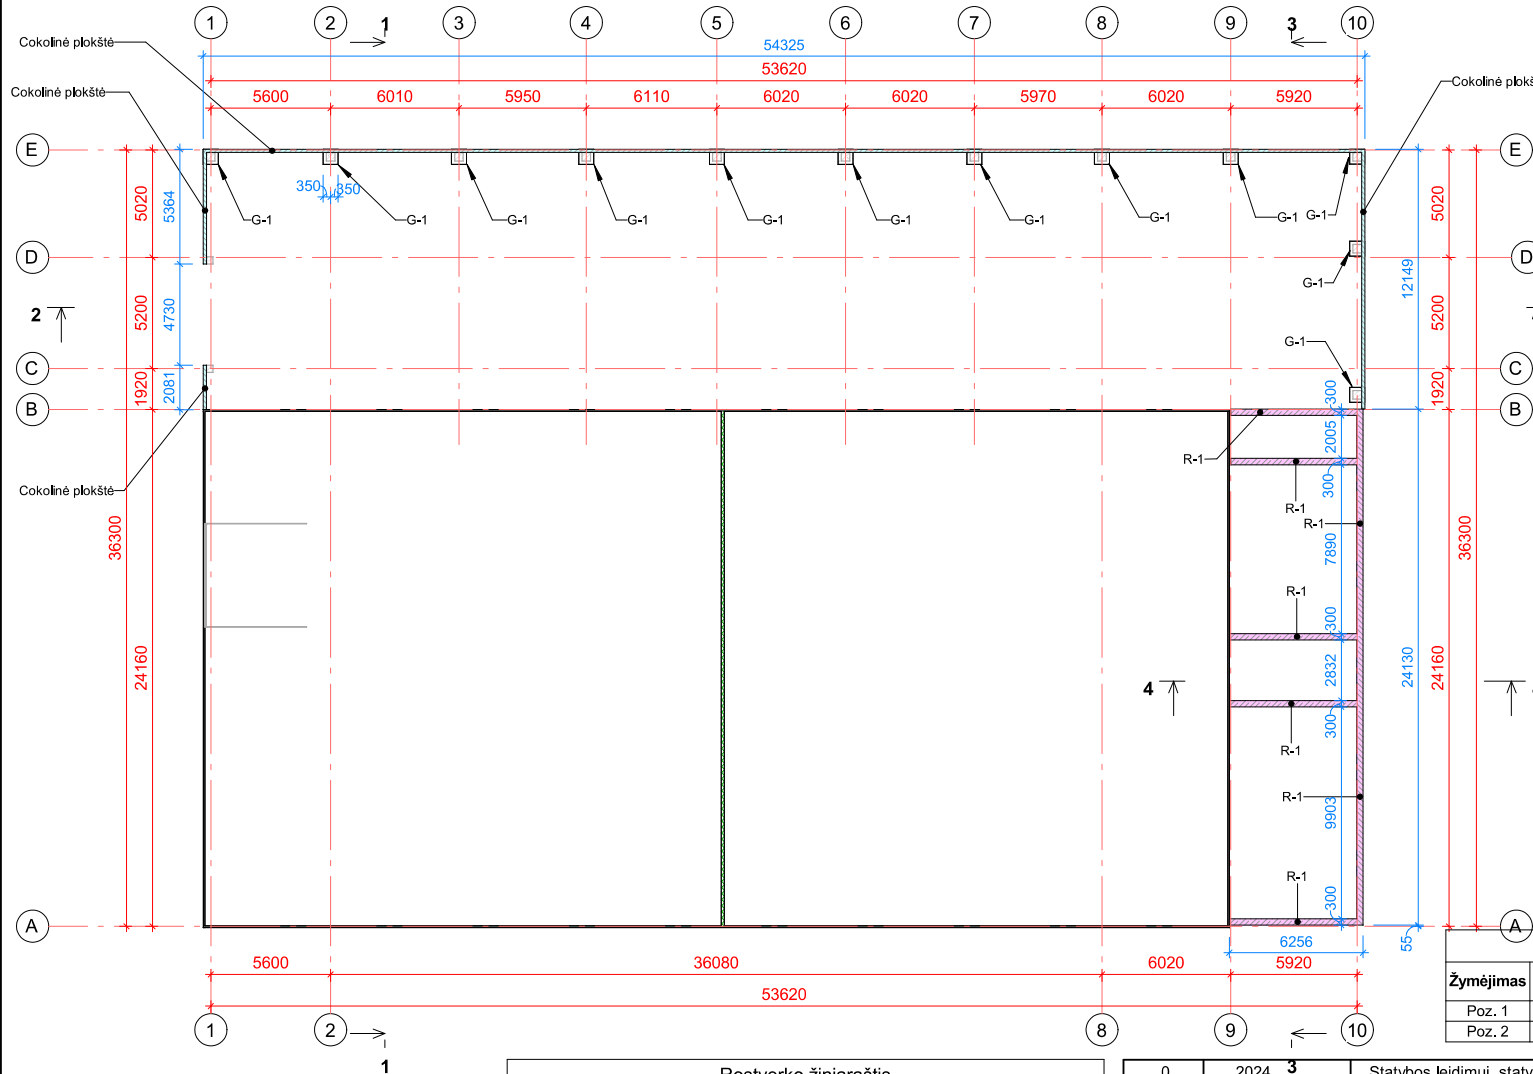 1 2 1 3 4 5 6 7 8 9 3 10
Cokolinė plokštė
54325
53620
Cokolinė plokštė
Cokolinė plokš
5600 6010 5950 6110 6020 6020 5970 6020 5920
E E
350 350
G-1 G-1 G-1 G-1 G-1 G-1 G-1 G-1 G-1 G-1
5020 5364 5020
D D
G-1
12149
2 5200 4730 5200
G-1
C C
1920 2081 300 1920
B B
2005
R-1
Cokolinė plokštė
300
R-1
R-1
36300 7890 36300
R-1
300
24160 2832 24130 24160
4
300
R-1
R-1
9903
R-1
300
A A
6256 55
5600 36080 6020 5920
53620
Žymėjimas
Poz. 1
Poz. 2
1 2 8 9 10
1 3
0 2024